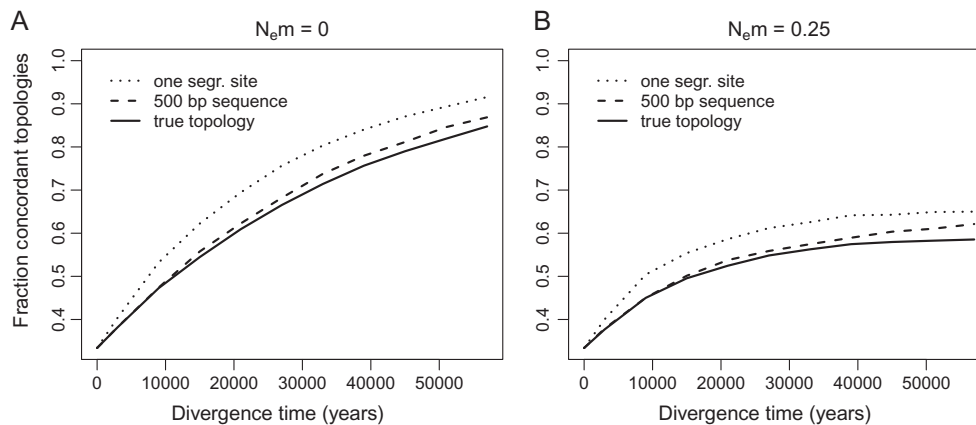 A
N_em = 0
one segr. site
500 bp sequence
true topology
Fraction concordant topologies
1.0
0.9
0.8
0.7
0.6
0.5
0.4
0 10000 20000 30000 40000 50000
Divergence time (years)
B
N_em = 0.25
one segr. site
500 bp sequence
true topology
1.0
0.9
0.8
0.7
0.6
0.5
0.4
0 10000 20000 30000 40000 50000
Divergence time (years)